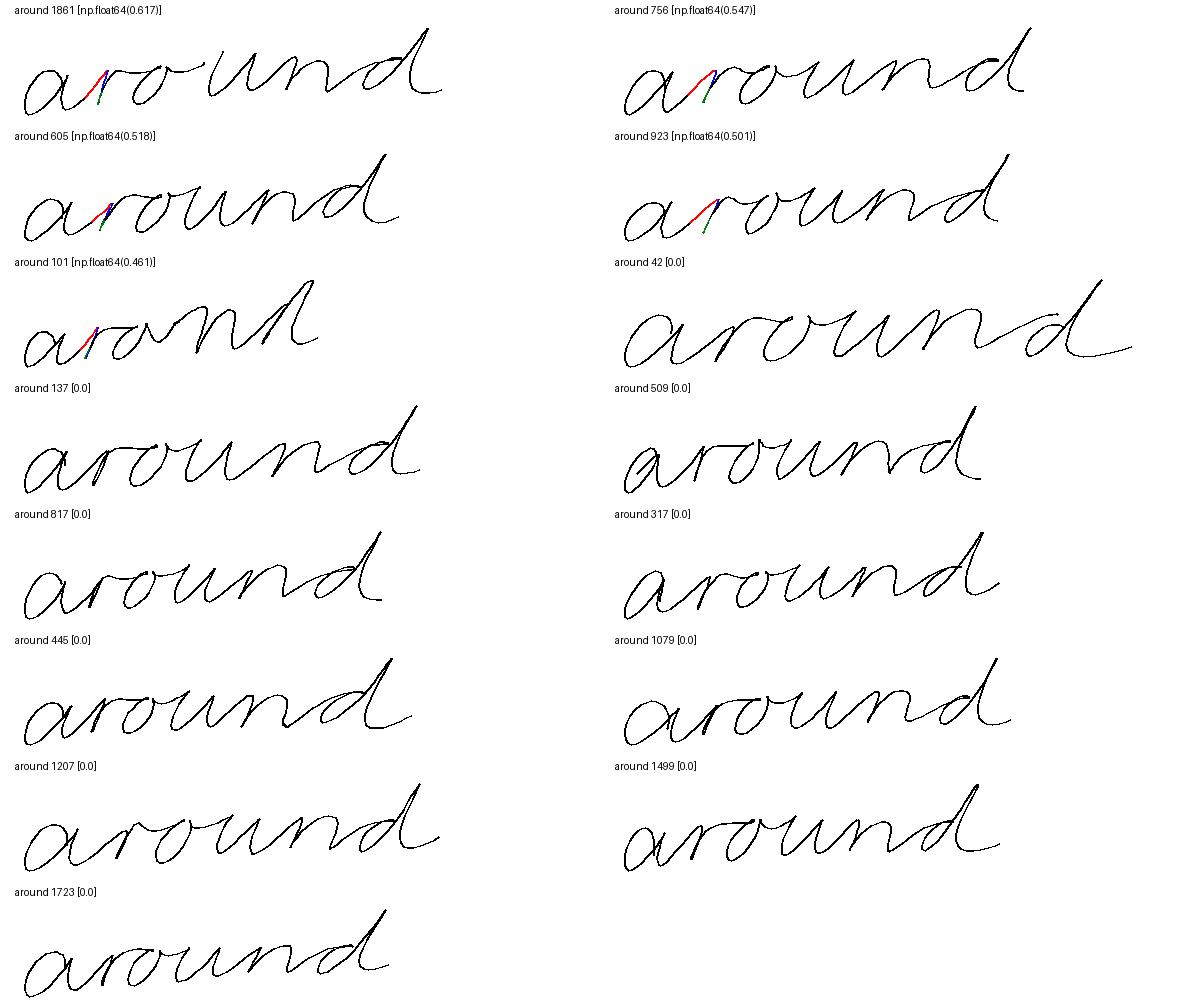 around 1861 [np.float64(0.617)] around 756 [np.float64(0.547)]
around around
around 605 [np.float64(0.518)] around 923 [np.float64(0.501)]
around around
around 101 [np.float64(0.461)] around 42 [0.0]
around around
around 137 [0.0] around 509 [0.0]
around around
around 817 [0.0] around 317 [0.0]
around around
around 445 [0.0] around 1079 [0.0]
around around
around 1207 [0.0] around 1499 [0.0]
around around
around 1723 [0.0]
around